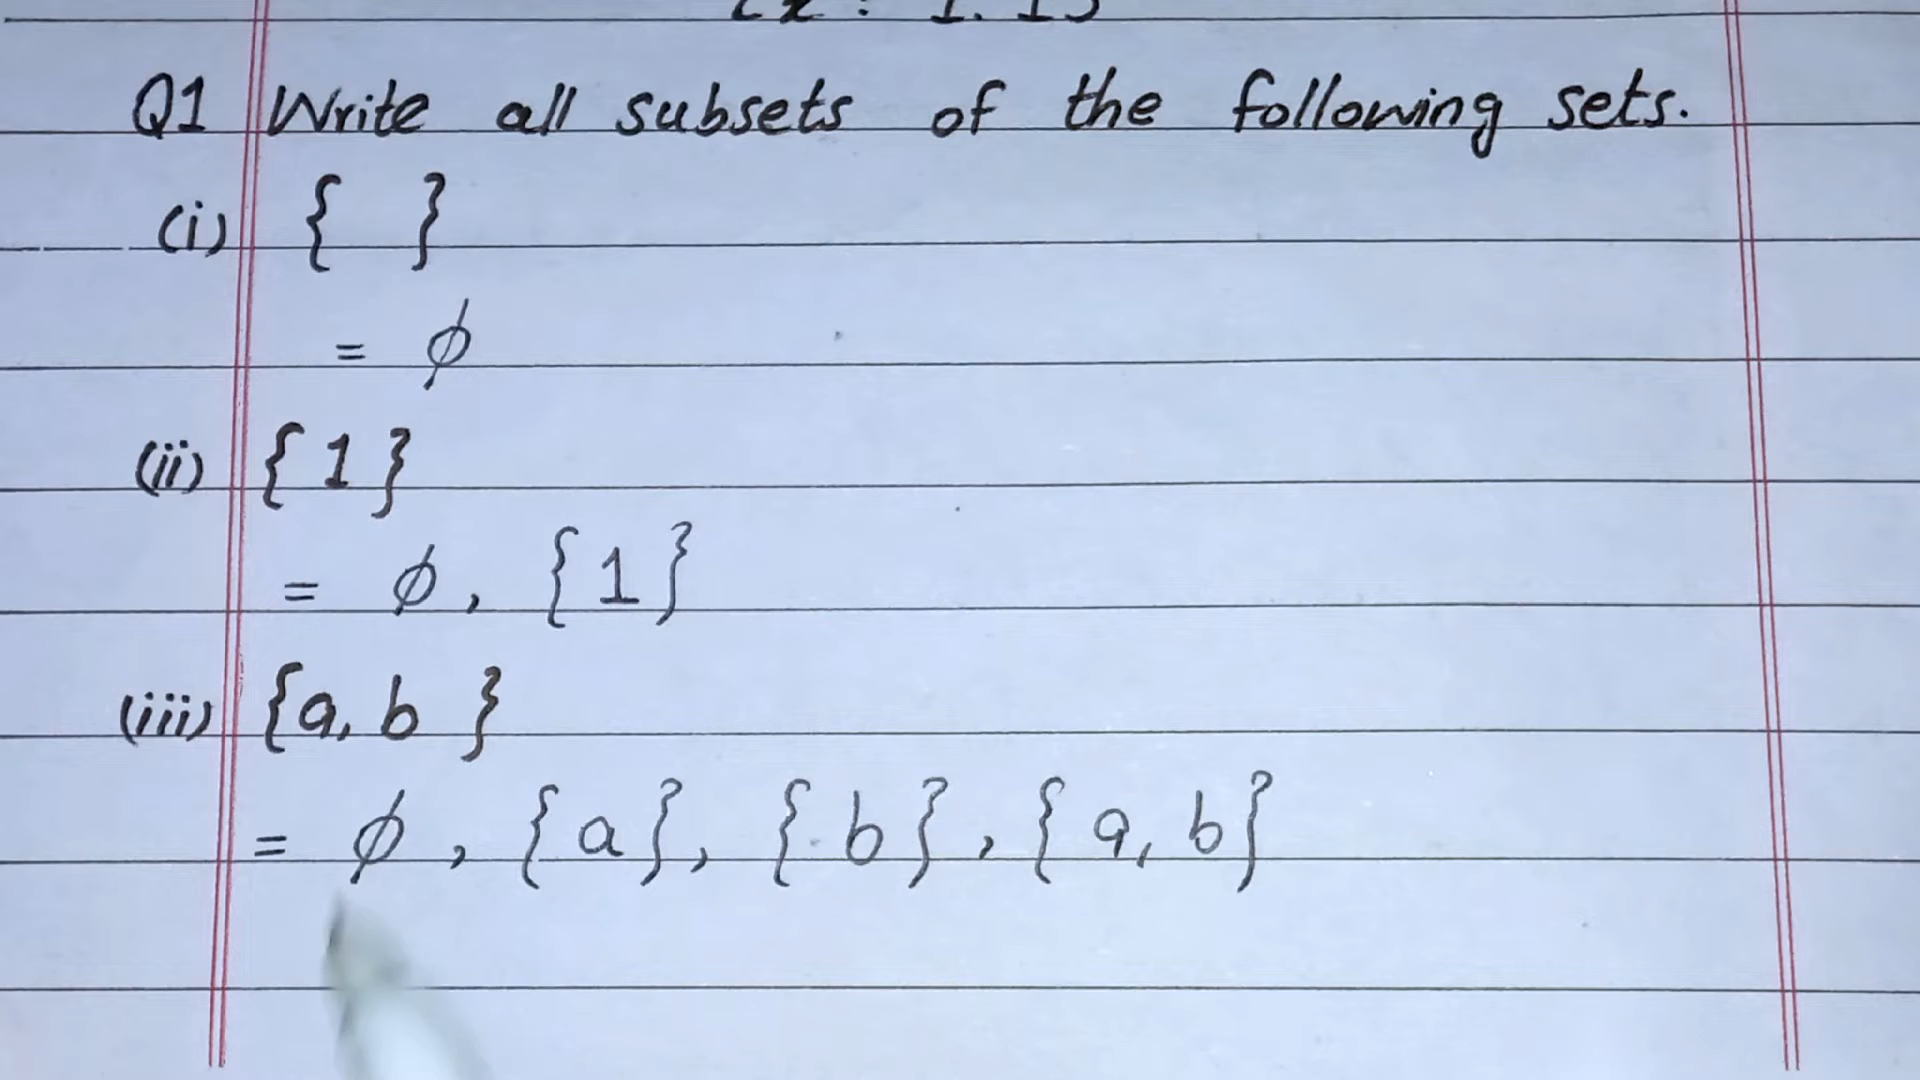 Q1 Write all subsets of the following sets.
(i) { }
= ϕ
(ii) {1}
= ϕ, {1}
(iii) {a, b }
= ϕ, {a}, {b}, {a, b}